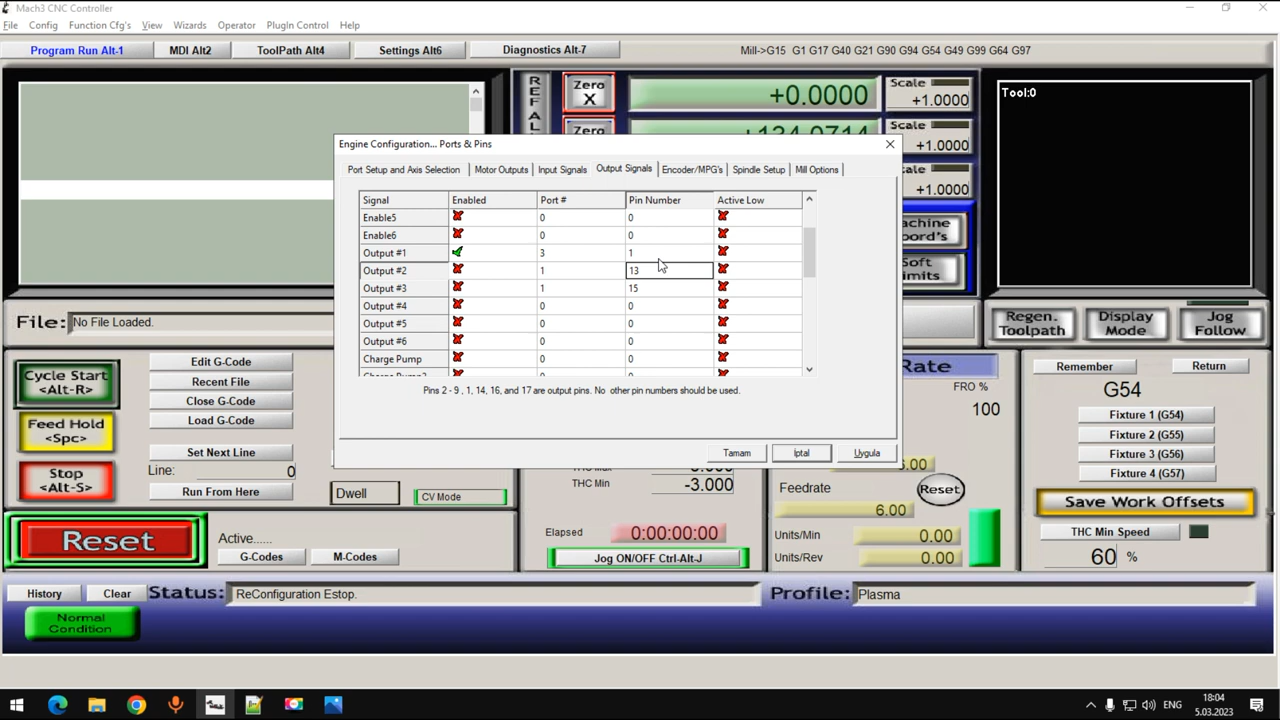 Mach3 CNC Controller
File Config Function Cfg's View Wizards Operator PlugIn Control Help
Program Run Alt-1 MDI Alt2 ToolPath Alt4 Settings Alt6 Diagnostics Alt-7 Mill->G15 G1 G17 G40 G21 G90 G94 G54 G49 G99 G64 G97
REF AL
Zero
X
+0.0000
Scale
+1.0000
Zero
Scale
+1.0000
+1.0000
Tool:0
Engine Configuration... Ports & Pins
Port Setup and Axis Selection Motor Outputs Input Signals Output Signals Encoder/MPG's Spindle Setup Mill Options
Signal Enabled Port # Pin Number Active Low
Enable5 0 0
Enable6 0 0
Output #1 3 1
Output #2 1 13
Output #3 1 15
Output #4 0 0
Output #5 0 0
Output #6 0 0
Charge Pump 0 0
Pins 2 - 9 , 1, 14, 16, and 17 are output pins. No other pin numbers should be used.
Tamam Iptal Uygula
File: No File Loaded.
Regen.
Toolpath
Display
Mode
Jog
Follow
Cycle Start
<Alt-R>
Feed Hold
<Spc>
Stop
<Alt-S>
Edit G-Code
Recent File
Close G-Code
Load G-Code
Set Next Line
Line: 0
Run From Here
Dwell
CV Mode
THC Min
-3.000
Rate
FRO %
100
Feedrate
6.00
Reset
Units/Min 0.00
Units/Rev 0.00
Remember Return
G54
Fixture 1 (G54)
Fixture 2 (G55)
Fixture 3 (G56)
Fixture 4 (G57)
Save Work Offsets
THC Min Speed
60 %
Reset
Active......
G-Codes M-Codes
Elapsed 0:00:00:0
Jog ON/OFF Ctrl-Alt-J
History Clear Status: ReConfiguration Estop. Profile: Plasma
Normal
Condition
ENG
18:04
5.03.2023